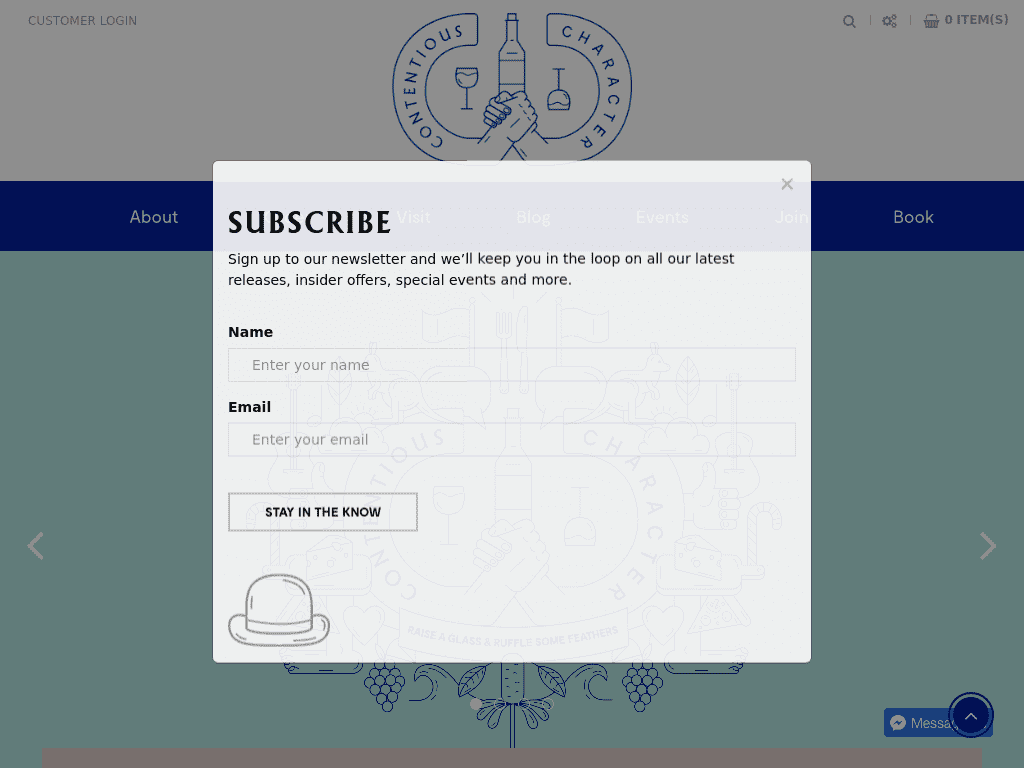 CUSTOMER LOGIN
0 ITEM(S)
CONTENTIOUS CHARACTER
About
Visit
Blog
Events
Join
Book
×
SUBSCRIBE
Sign up to our newsletter and we’ll keep you in the loop on all our latest
releases, insider offers, special events and more.
Name
Enter your name
Email
Enter your email
STAY IN THE KNOW
CONTENTIOUS CHARACTER
RAISE A GLASS & RUFFLE SOME FEATHERS